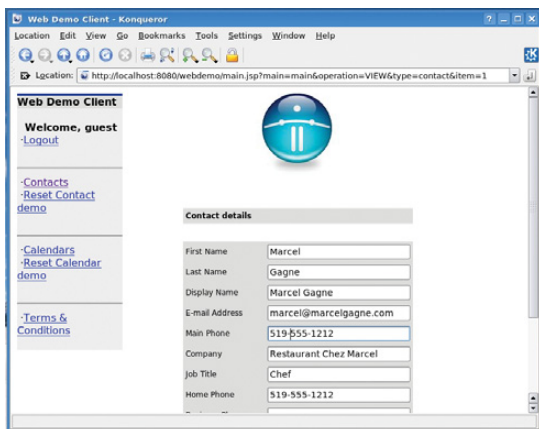 Web Demo Client - Konqueror
Location Edit View Go Bookmarks Tools Settings Window Help
Location: http://localhost:8080/webdemo/main.jsp?main=main&operation=VIEW&type=contact&item=1
Web Demo Client
Welcome, guest
·Logout
·Contacts
·Reset Contact
demo
·Calendars
·Reset Calendar
demo
·Terms &
Conditions
Contact details
First Name Marcel
Last Name Gagne
Display Name Marcel Gagne
E-mail Address marcel@marcelgagne.com
Main Phone 519-555-1212
Company Restaurant Chez Marcel
Job Title Chef
Home Phone 519-555-1212